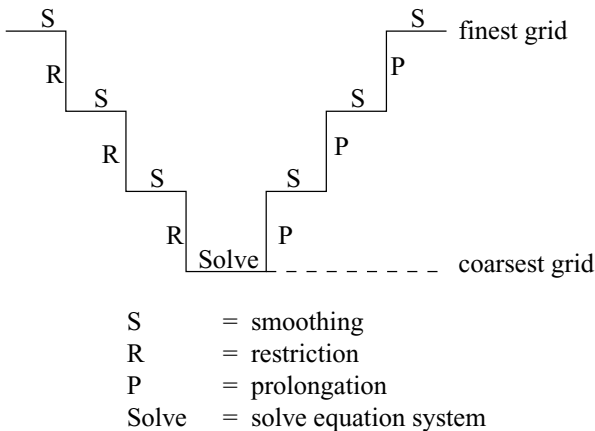 S S finest grid
R P
S S
R P
S S
R P
Solve
coarsest grid
S = smoothing
R = restriction
P = prolongation
Solve = solve equation system